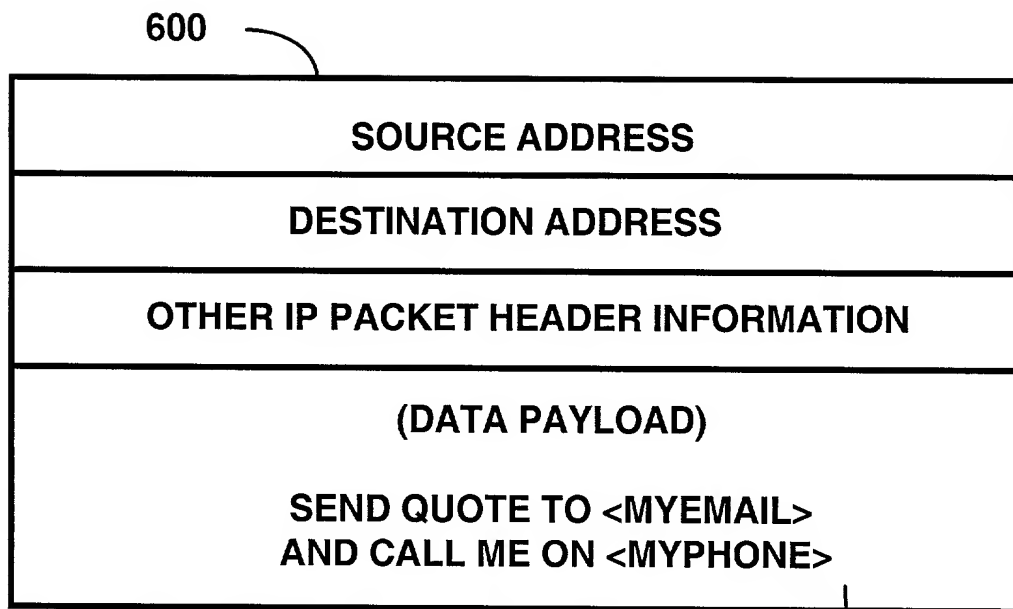 600
SOURCE ADDRESS
DESTINATION ADDRESS
OTHER IP PACKET HEADER INFORMATION
(DATA PAYLOAD)
SEND QUOTE TO <MYEMAIL>
AND CALL ME ON <MYPHONE>